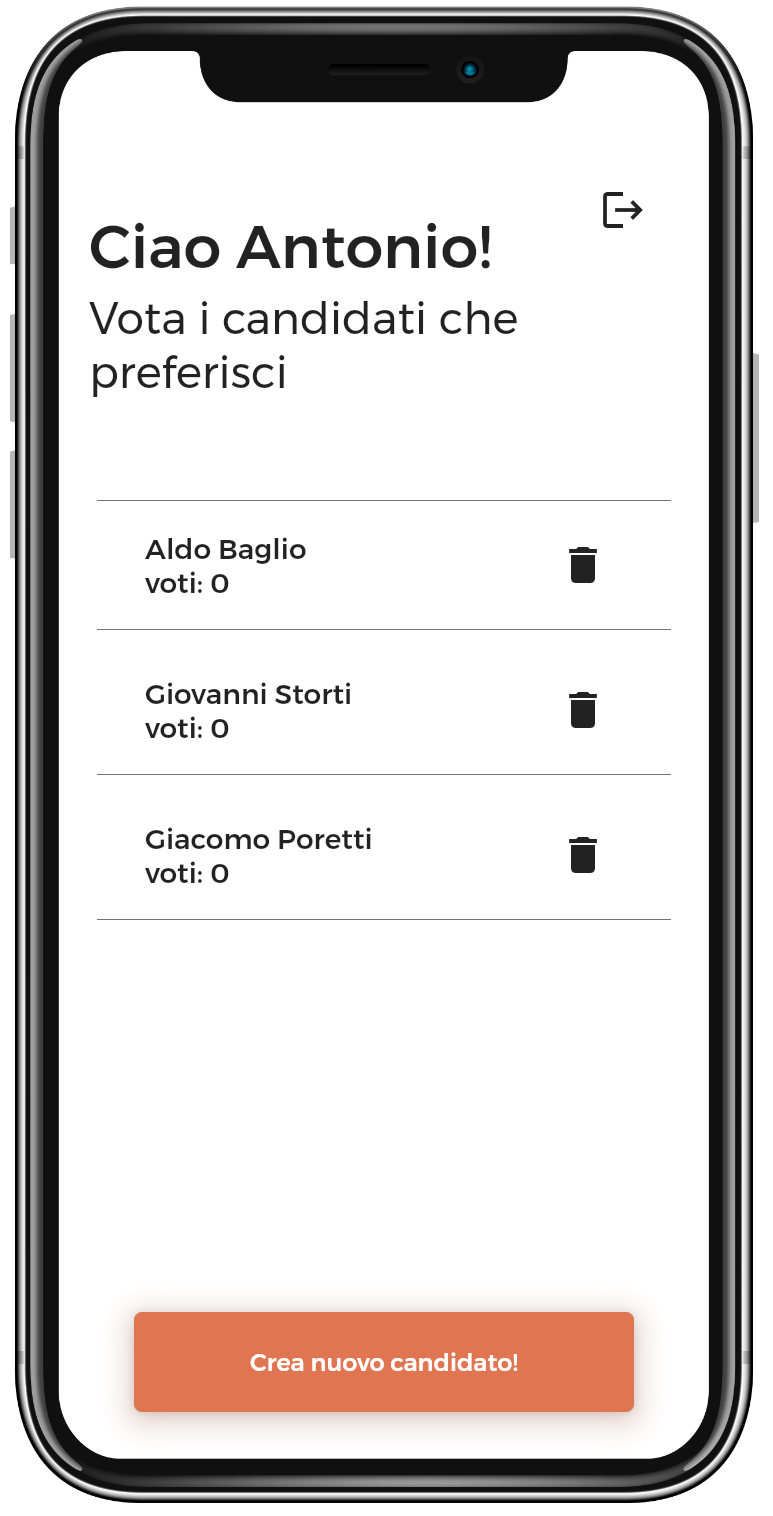 Ciao Antonio!
Vota i candidati che
preferisci
Aldo Baglio
voti: 0
Giovanni Storti
voti: 0
Giacomo Poretti
voti: 0
Crea nuovo candidato!